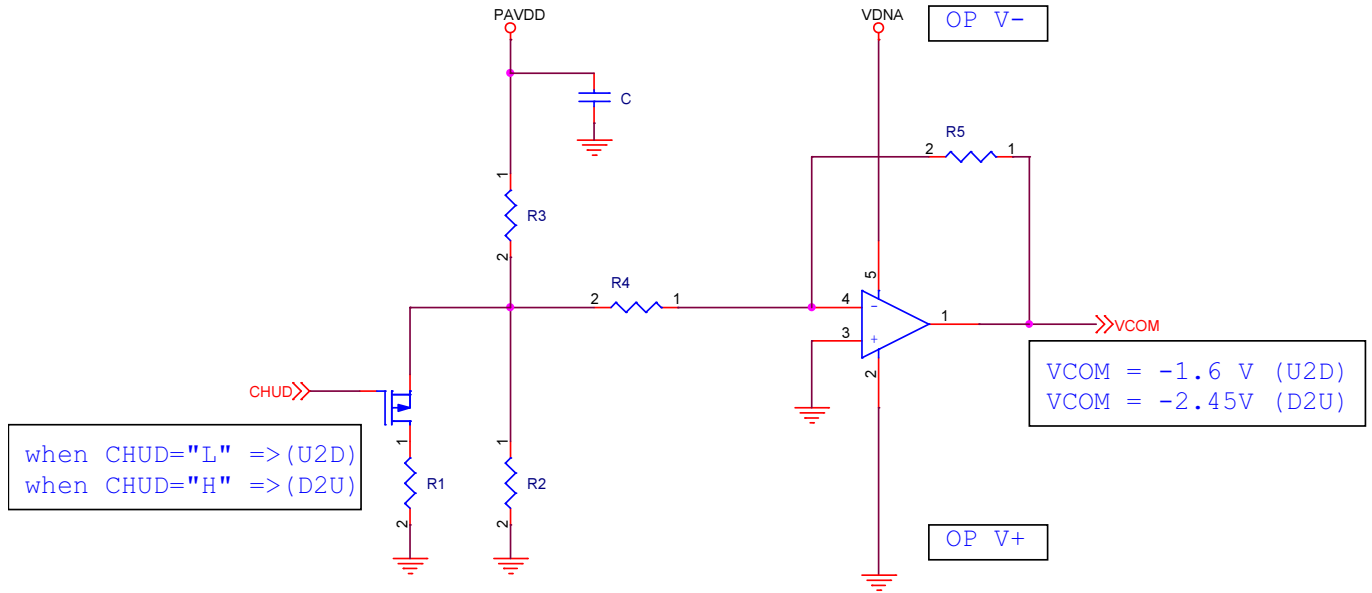 PAVDD
VDNA
OP V-
C
R5
2
1
1
R3
2
R4
2
1
5
4
-
3
+
1
2
VCOM
CHUD
VCOM = -1.6 V (U2D)
VCOM = -2.45V (D2U)
when CHUD="L" =>(U2D)
when CHUD="H" =>(D2U)
1
R1
2
1
R2
2
OP V+